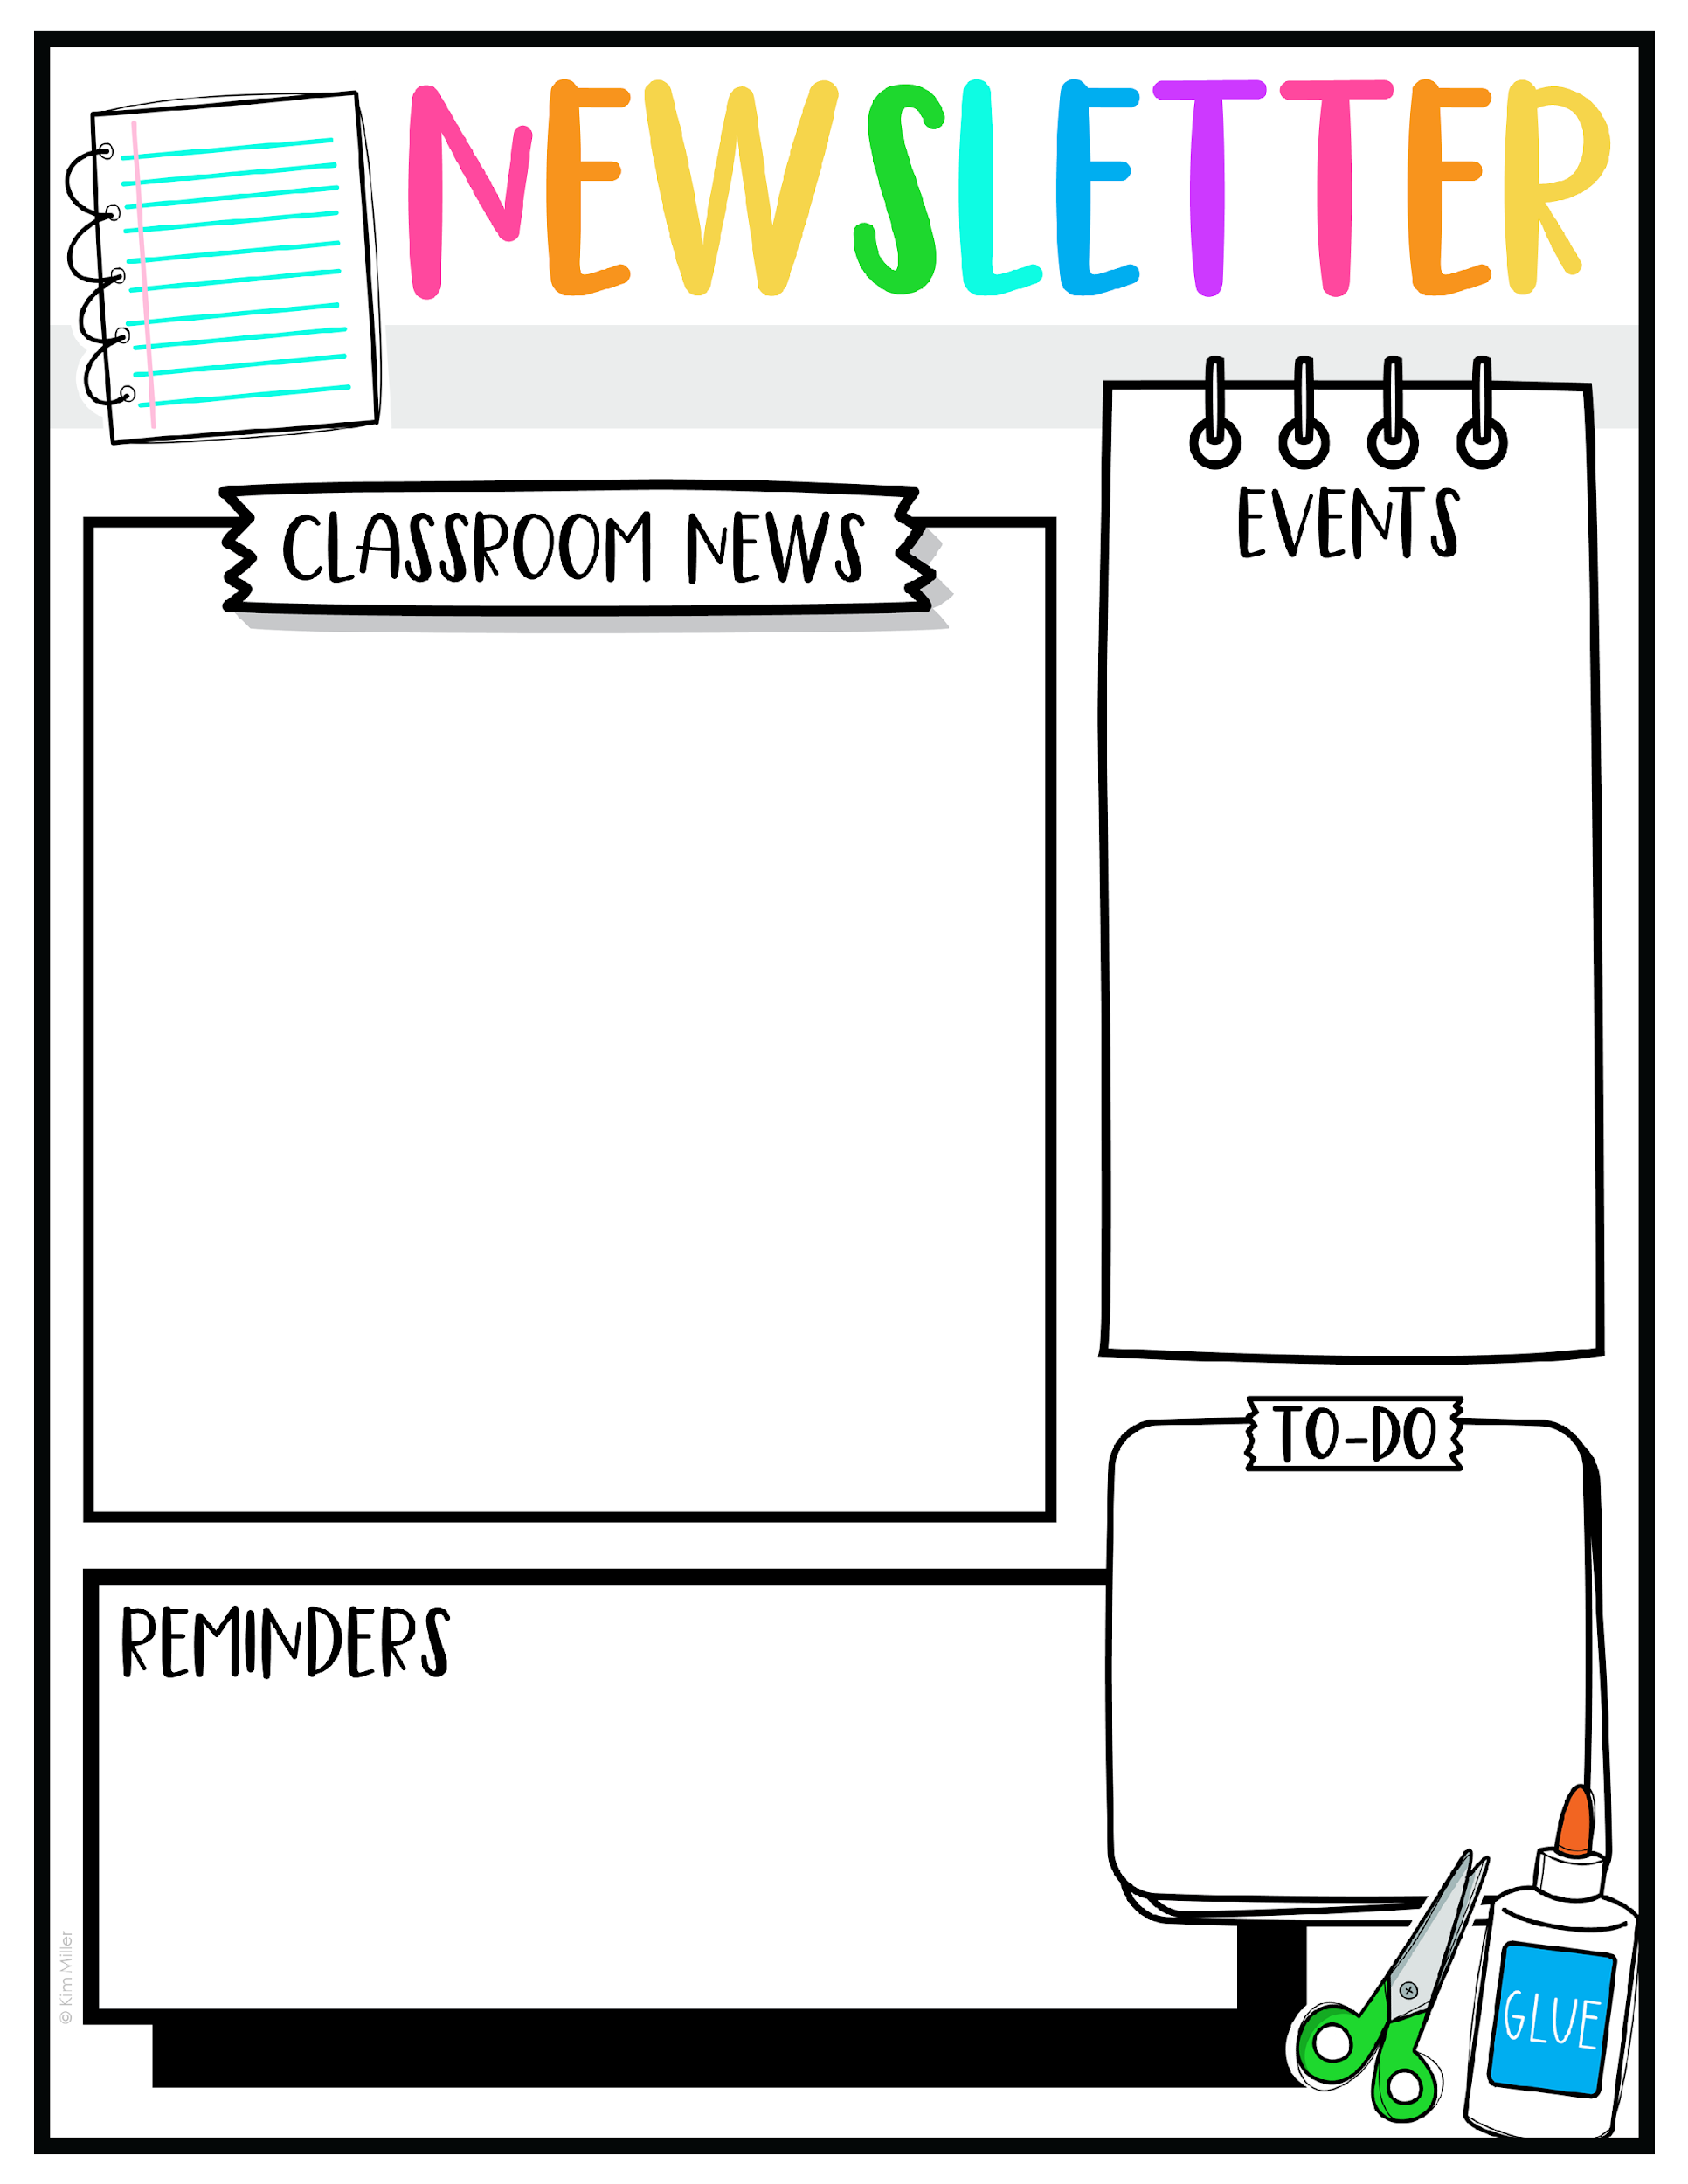 NEWSLETTER
CLASSROOM NEWS
EVENTS
TO-DO
REMINDERS
GLUE
© Kim Miller